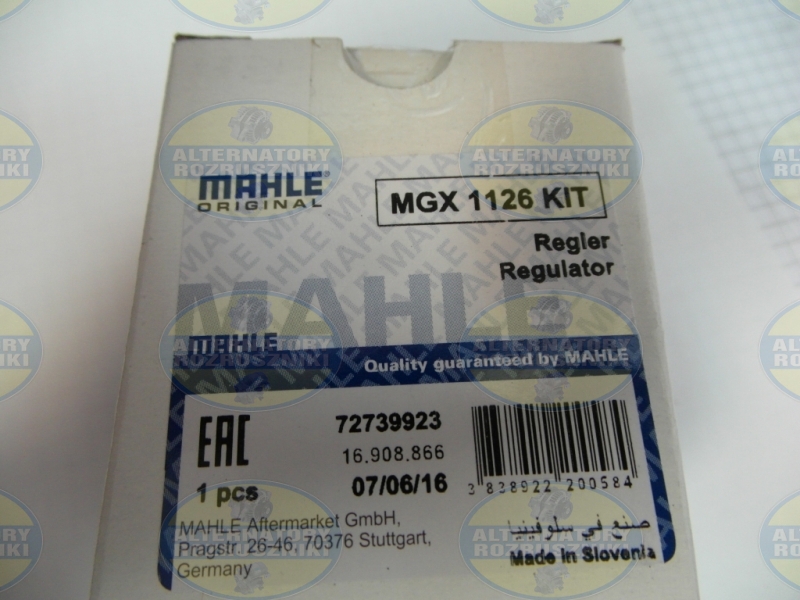 MAHLE®
ORIGINAL
MGX 1126 KIT
Regler
Regulator
MAHLE
MAHLE
Quality guaranteed by MAHLE
EAC
72739923
16.908.866
1 pcs
07/06/16
3 838922 200584
MAHLE Aftermarket GmbH,
Pragstr. 26-46, 70376 Stuttgart,
Germany
صنع في سلوفينيا
Made in Slovenia
ALTERNATORY
ROZRUSZNIKI